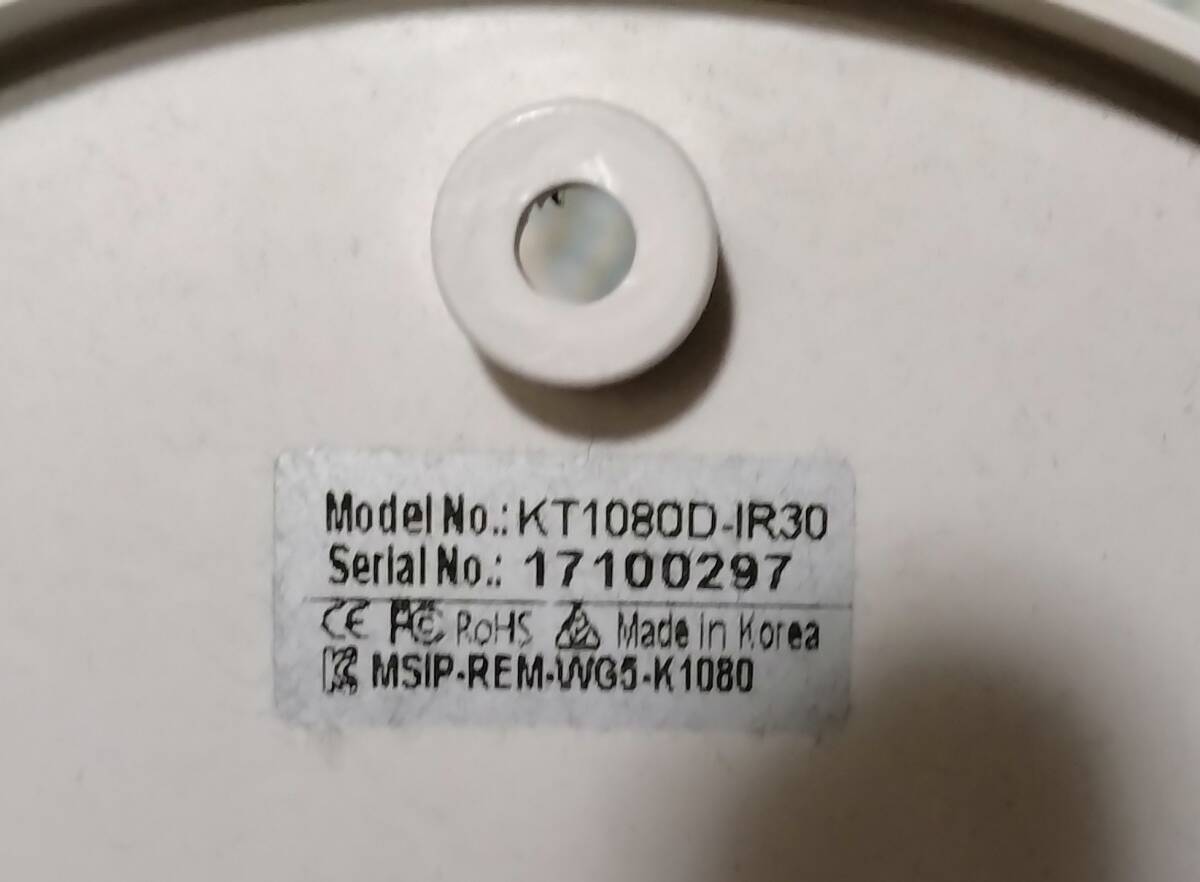 Model No.: KT1080D-IR30
Serial No.: 17100297
CE FC RoHS Made in Korea
MSIP-REM-WG5-K1080